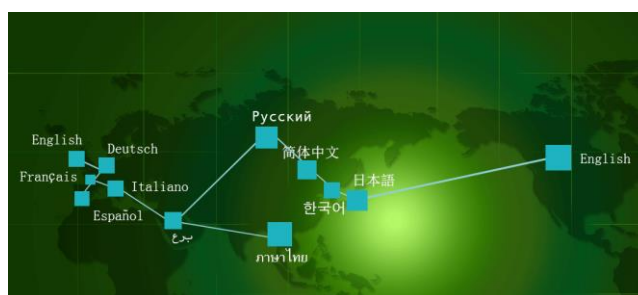 Русский
English
Deutsch
简体中文
English
Français
Italiano
日本語
Español
한국어
برع
ภาษาไทย